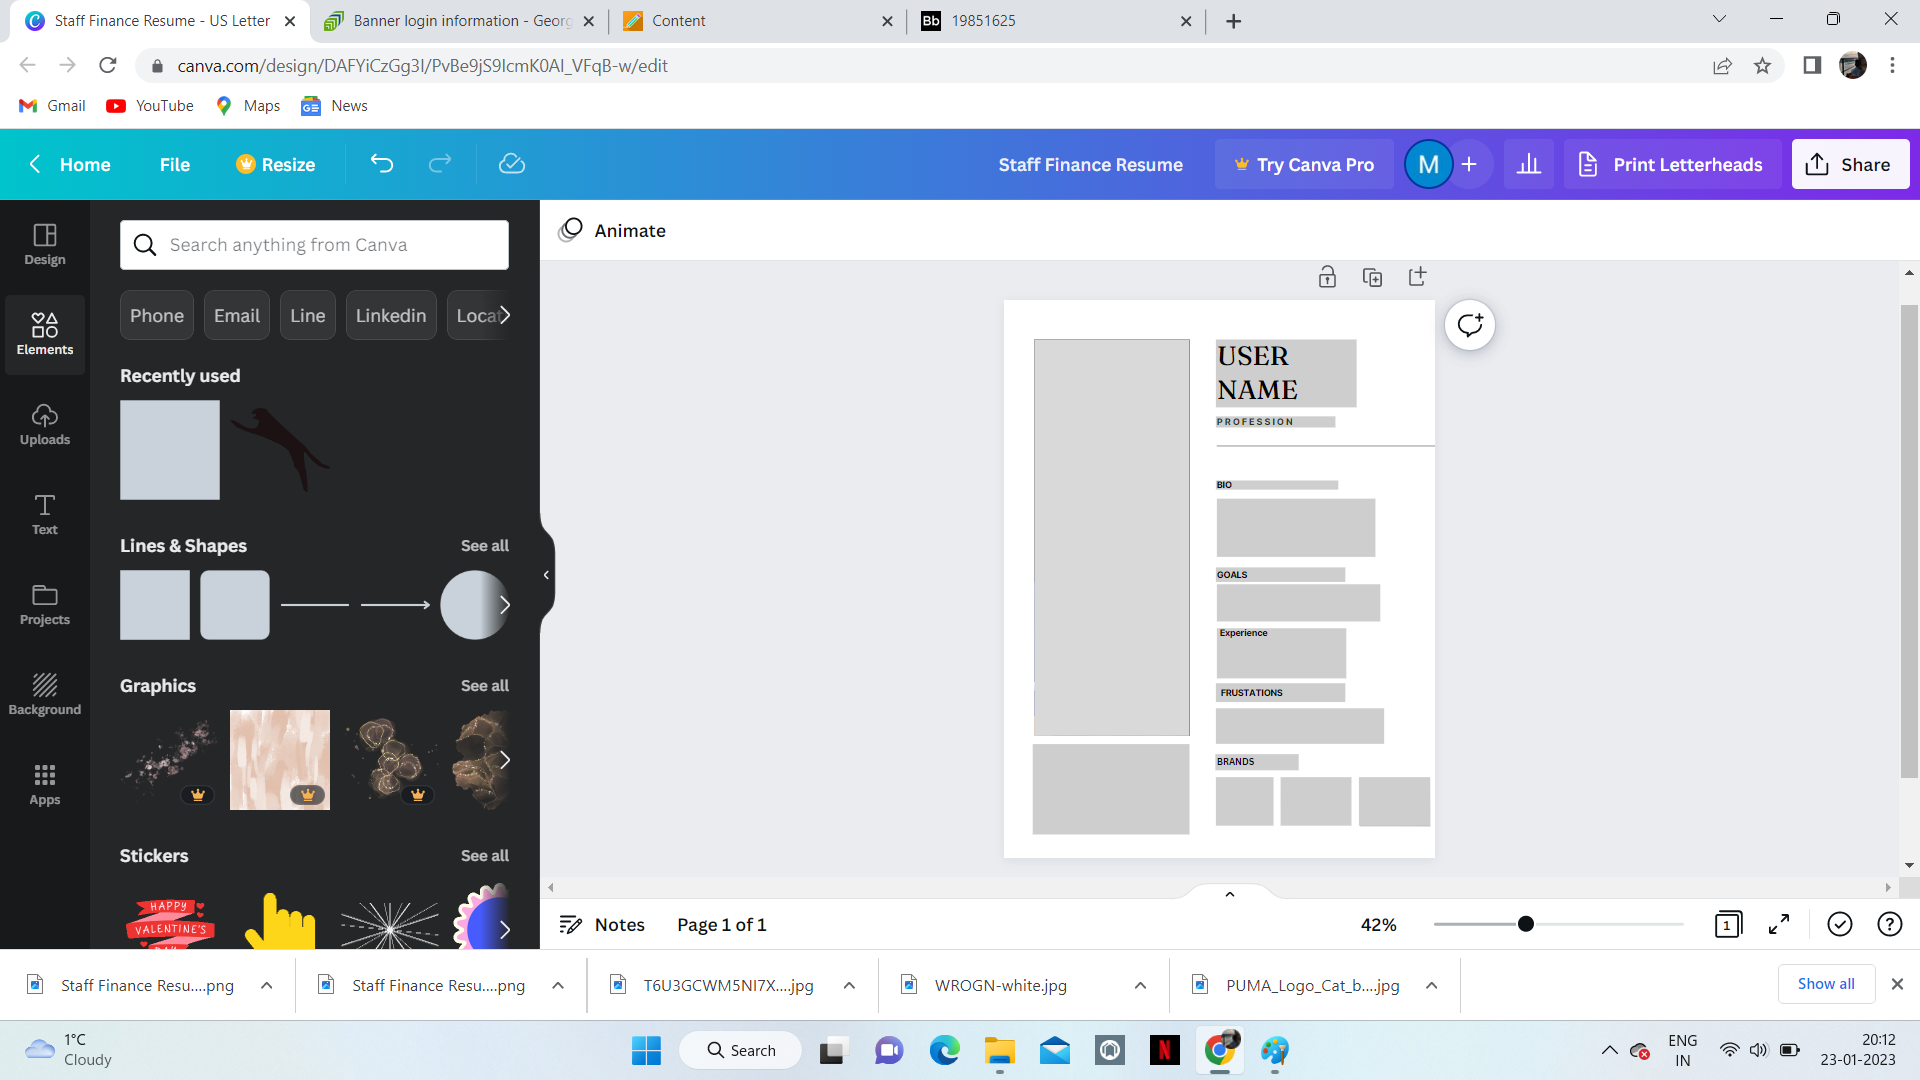 Staff Finance Resume - US Letter
Banner login information - Georg
Content
Bb 19851625
canva.com/design/DAFYiCzGg3I/PvBe9jS9IcmK0AI_VFqB-w/edit
Gmail YouTube Maps News
Home File Resize Staff Finance Resume Try Canva Pro M Print Letterheads Share
Design
Elements
Uploads
Text
Projects
Background
Apps
Search anything from Canva
Phone Email Line Linkedin Locat
Recently used
Lines & Shapes See all
Graphics See all
Stickers See all
HAPPY
VALENTINE'S
Animate
USER
NAME
PROFESSION
BIO
GOALS
Experience
FRUSTATIONS
BRANDS
Notes Page 1 of 1 42% 1
Staff Finance Resu....png
Staff Finance Resu....png
T6U3GCWM5NI7X....jpg
WROGN-white.jpg
PUMA_Logo_Cat_b....jpg
Show all
1°C
Cloudy
Search
ENG
IN
20:12
23-01-2023